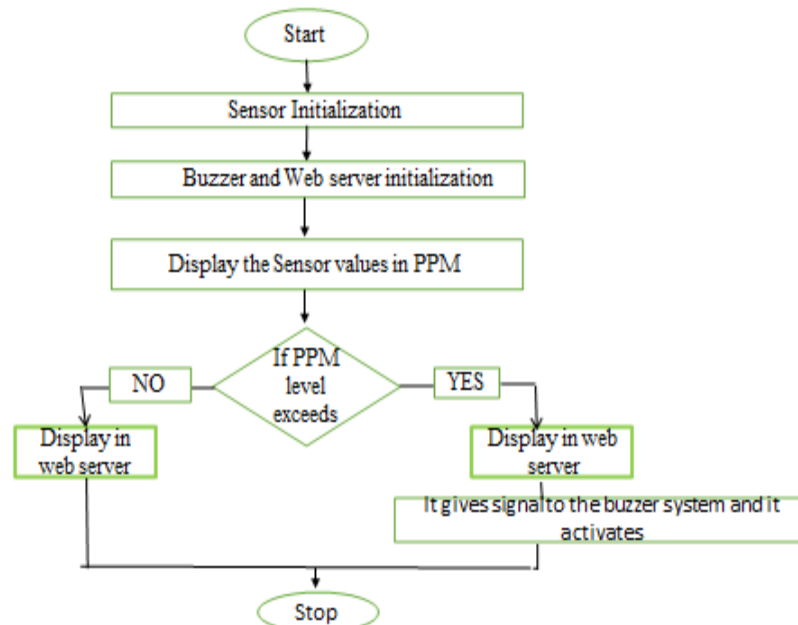 Start
Sensor Initialization
Buzzer and Web server initialization
Display the Sensor values in PPM
If PPM
level
exceeds
NO
YES
Display in
web server
Display in web
server
It gives signal to the buzzer system and it
activates
Stop